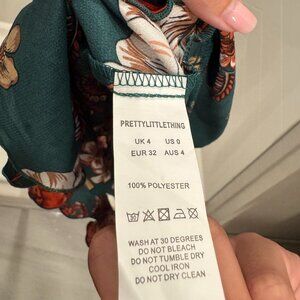 PRETTYLITTLETHING
UK 4 US 0
EUR 32 AUS 4
100% POLYESTER
WASH AT 30 DEGREES
DO NOT BLEACH
DO NOT TUMBLE DRY
COOL IRON
DO NOT DRY CLEAN